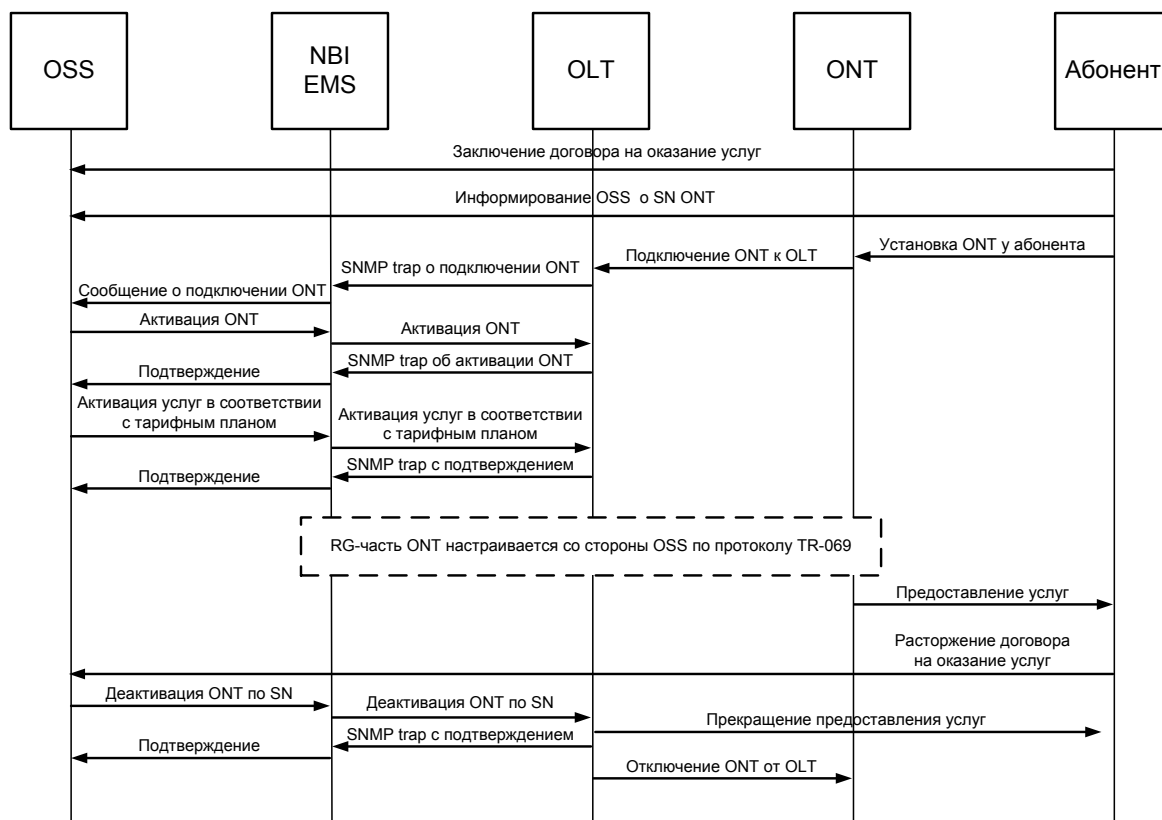 OSS
NBI
EMS
OLT
ONT
Абонент
Заключение договора на оказание услуг
Информирование OSS о SN ONT
Установка ONT у абонента
Подключение ONT к OLT
SNMP trap о подключении ONT
Сообщение о подключении ONT
Активация ONT
Активация ONT
SNMP trap об активации ONT
Подтверждение
Активация услуг в соответствии
с тарифным планом
Активация услуг в соответствии
с тарифным планом
SNMP trap с подтверждением
Подтверждение
RG-часть ONT настраивается со стороны OSS по протоколу TR-069
Предоставление услуг
Расторжение договора
на оказание услуг
Деактивация ONT по SN
Деактивация ONT по SN
Прекращение предоставления услуг
SNMP trap с подтверждением
Подтверждение
Отключение ONT от OLT